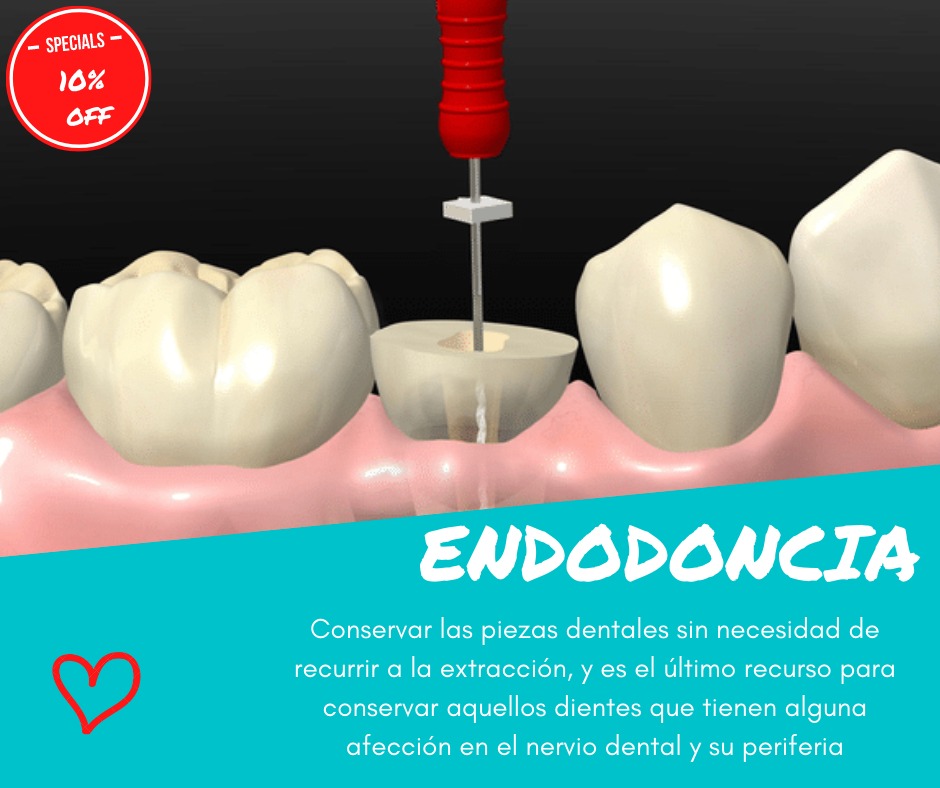 SPECIALS
10%
OFF
ENDODONCIA
Conservar las piezas dentales sin necesidad de
recurrir a la extracción, y es el último recurso para
conservar aquellos dientes que tienen alguna
afección en el nervio dental y su periferia